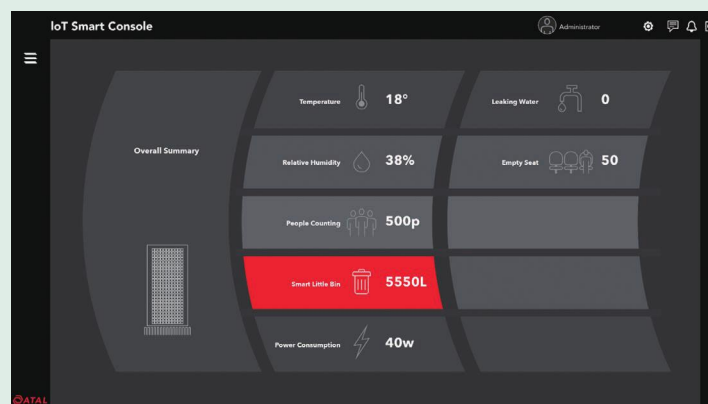 IoT Smart Console
Administrator
Overall Summary
Temperature 18°
Relative Humidity 38%
People Counting 500p
Smart Little Bin 5550L
Power Consumption 40w
Leaking Water 0
Empty Seat 50
ATAL